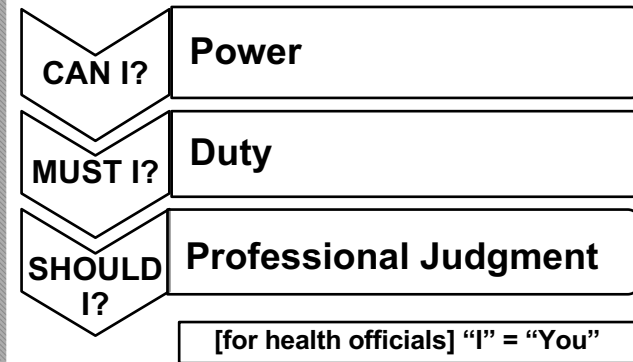 CAN I?
Power
MUST I?
Duty
SHOULD
I?
Professional Judgment
[for health officials] “I” = “You”